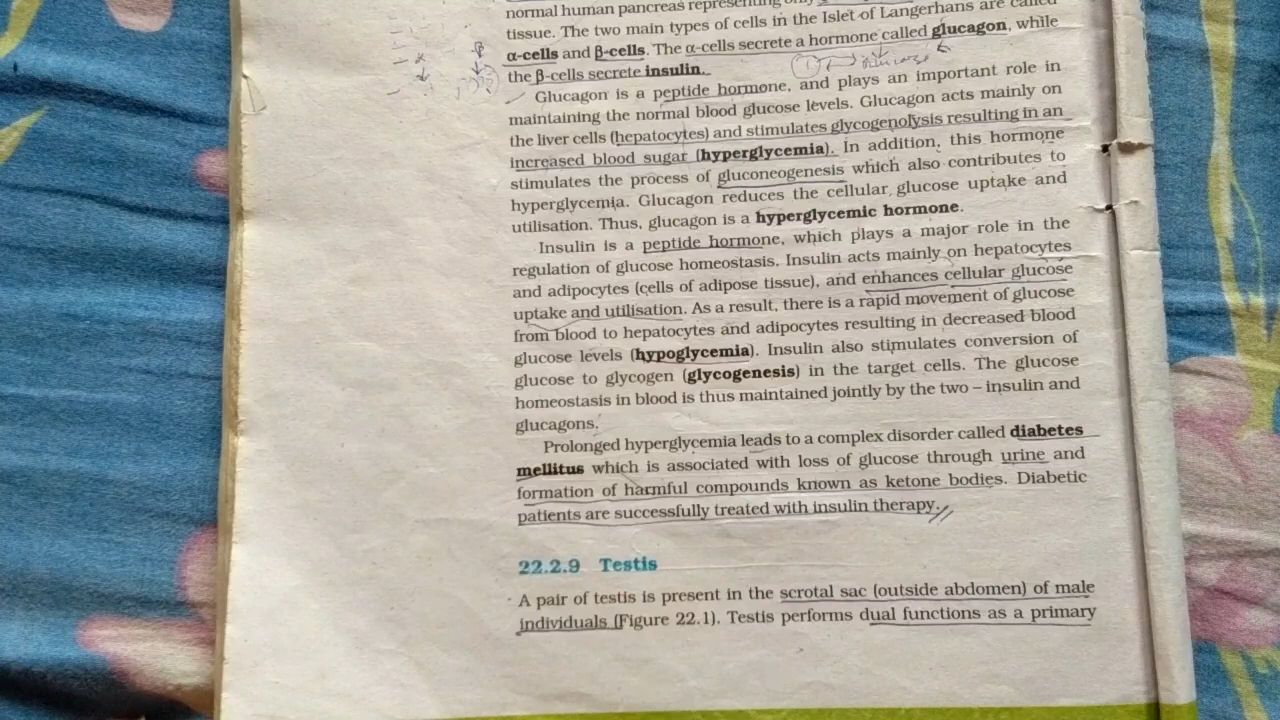 normal human pancreas representing only
tissue. The two main types of cells in the Islet of Langerhans are called
α-cells and β-cells. The α-cells secrete a hormone called glucagon, while
the β-cells secrete insulin.
Glucagon is a peptide hormone, and plays an important role in
maintaining the normal blood glucose levels. Glucagon acts mainly on
the liver cells (hepatocytes) and stimulates glycogenolysis resulting in an
increased blood sugar (hyperglycemia). In addition, this hormone
stimulates the process of gluconeogenesis which also contributes to
hyperglycemia. Glucagon reduces the cellular glucose uptake and
utilisation. Thus, glucagon is a hyperglycemic hormone.
Insulin is a peptide hormone, which plays a major role in the
regulation of glucose homeostasis. Insulin acts mainly on hepatocytes
and adipocytes (cells of adipose tissue), and enhances cellular glucose
uptake and utilisation. As a result, there is a rapid movement of glucose
from blood to hepatocytes and adipocytes resulting in decreased blood
glucose levels (hypoglycemia). Insulin also stimulates conversion of
glucose to glycogen (glycogenesis) in the target cells. The glucose
homeostasis in blood is thus maintained jointly by the two – insulin and
glucagons.
Prolonged hyperglycemia leads to a complex disorder called diabetes
mellitus which is associated with loss of glucose through urine and
formation of harmful compounds known as ketone bodies. Diabetic
patients are successfully treated with insulin therapy.
22.2.9 Testis
A pair of testis is present in the scrotal sac (outside abdomen) of male
individuals (Figure 22.1). Testis performs dual functions as a primary